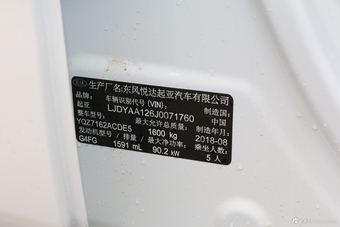 KIA 生产厂名:东风悦达起亚汽车有限公司
品牌: 车辆识别代号(VIN): 制造国:
起亚 LJDYAA126J0071760 中国
整车型号: 最大允许总质量: 制造年月:
YQZ7162ACDE5 1600 kg 2018-08
发动机型号 排量 最大净功率: 乘坐人数
G4FG 1591 mL 90.2 kw 5 人